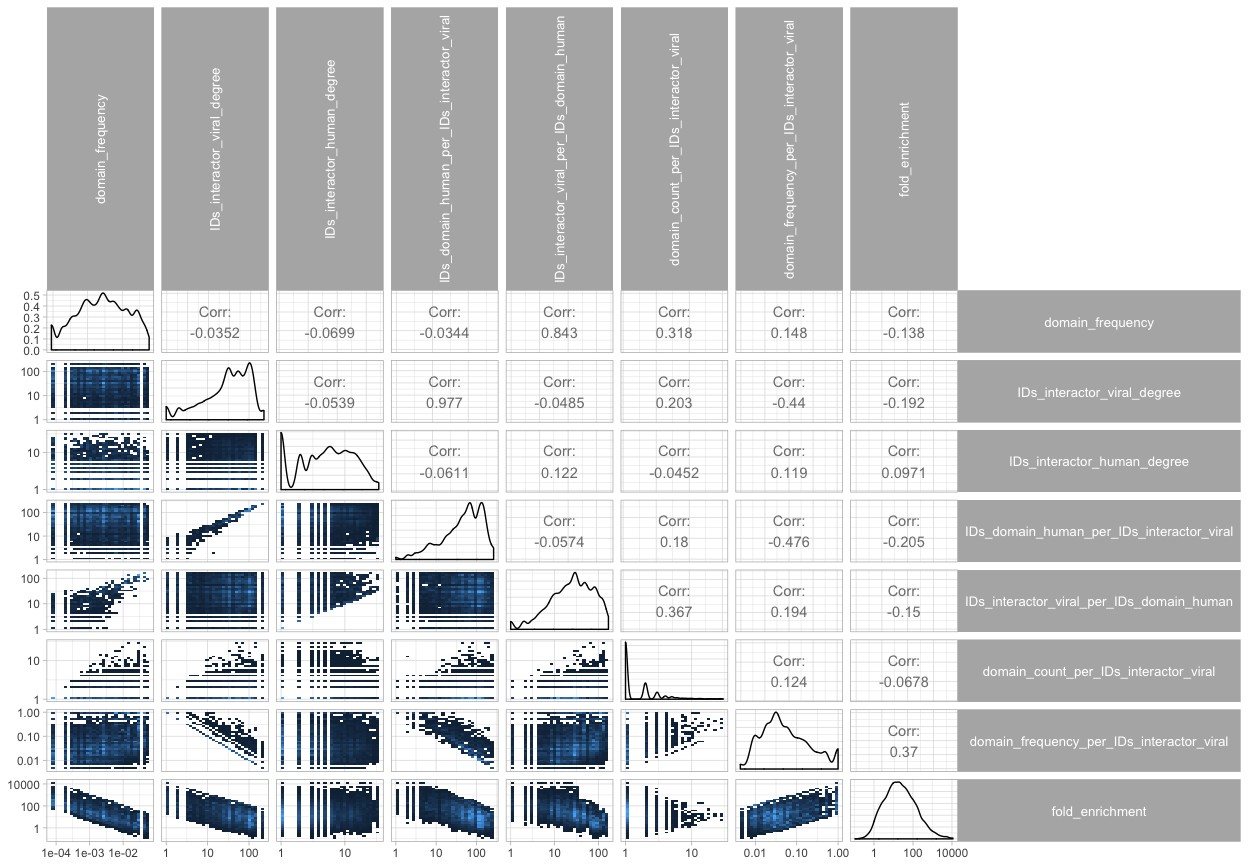 domain_frequency
IDs_interactor_viral_degree
IDs_interactor_human_degree
IDs_domain_human_per_IDs_interactor_viral
IDs_interactor_viral_per_IDs_domain_human
domain_count_per_IDs_interactor_viral
domain_frequency_per_IDs_interactor_viral
fold_enrichment
0.5
0.4
0.3
0.2
0.1
0.0
Corr:
-0.0352
Corr:
-0.0699
Corr:
-0.0344
Corr:
0.843
Corr:
0.318
Corr:
0.148
Corr:
-0.138
domain_frequency
100
10
1
Corr:
-0.0539
Corr:
0.977
Corr:
-0.0485
Corr:
0.203
Corr:
-0.44
Corr:
-0.192
IDs_interactor_viral_degree
10
1
Corr:
-0.0611
Corr:
0.122
Corr:
-0.0452
Corr:
0.119
Corr:
0.0971
IDs_interactor_human_degree
100
10
1
Corr:
-0.0574
Corr:
0.18
Corr:
-0.476
Corr:
-0.205
IDs_domain_human_per_IDs_interactor_viral
100
10
1
Corr:
0.367
Corr:
0.194
Corr:
-0.15
IDs_interactor_viral_per_IDs_domain_human
10
1
Corr:
0.124
Corr:
-0.0678
domain_count_per_IDs_interactor_viral
1.00
0.10
0.01
Corr:
0.37
domain_frequency_per_IDs_interactor_viral
10000
100
1
fold_enrichment
1e-04 1e-03 1e-02
1 10 100
1 10
1 10 100
1 10 100
1 10
0.01 0.10 1.00
1 100 10000